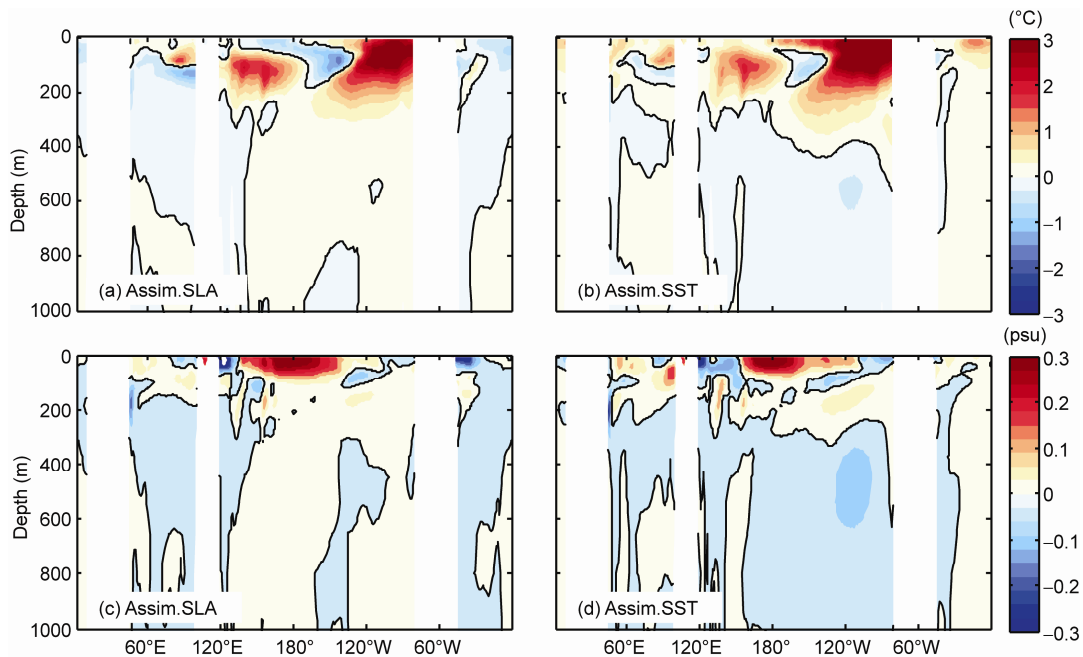 (°C)
0
200
400
600
800
1000
Depth (m)
(a) Assim.SLA
(b) Assim.SST
3
2
1
0
–1
–2
–3
(psu)
0
200
400
600
800
1000
Depth (m)
(c) Assim.SLA
(d) Assim.SST
0.3
0.2
0.1
0
–0.1
–0.2
–0.3
60°E 120°E 180° 120°W 60°W
60°E 120°E 180° 120°W 60°W